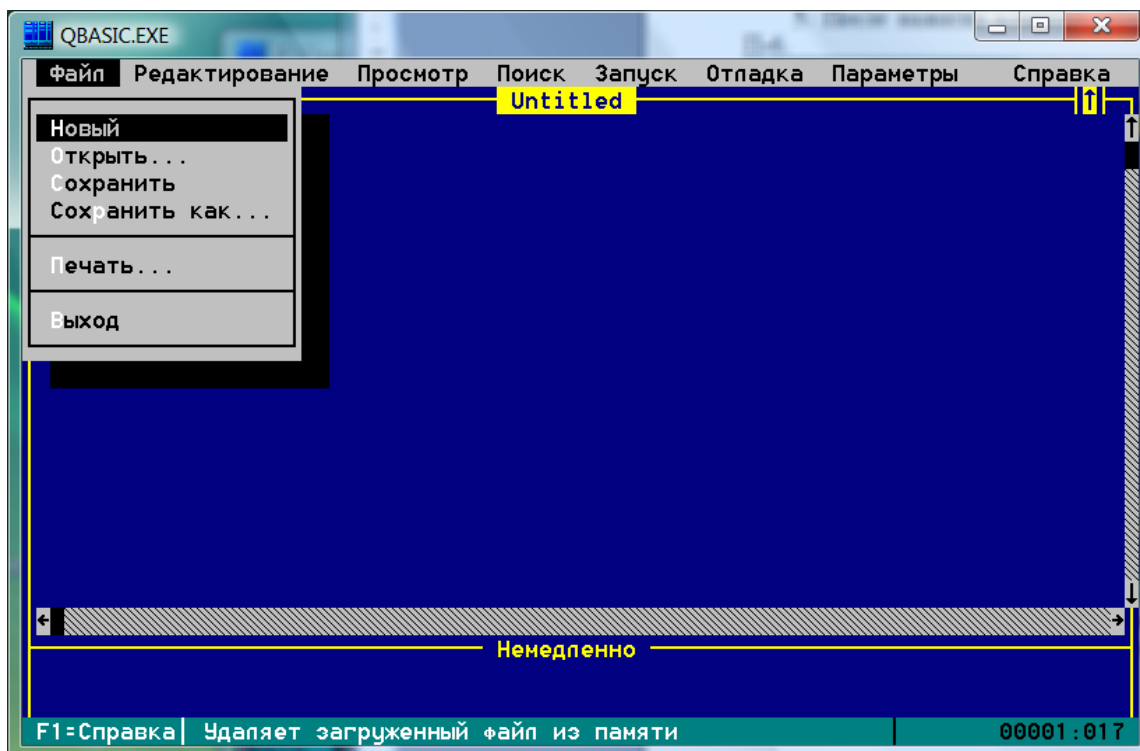 QBASIC.EXE
Файл Редактирование Просмотр Поиск Запуск Отладка Параметры Справка
Untitled
Новый
Открыть...
Сохранить
Сохранить как...
Печать...
Выход
Немедленно
F1=Справка Удаляет загруженный файл из памяти 00001:017